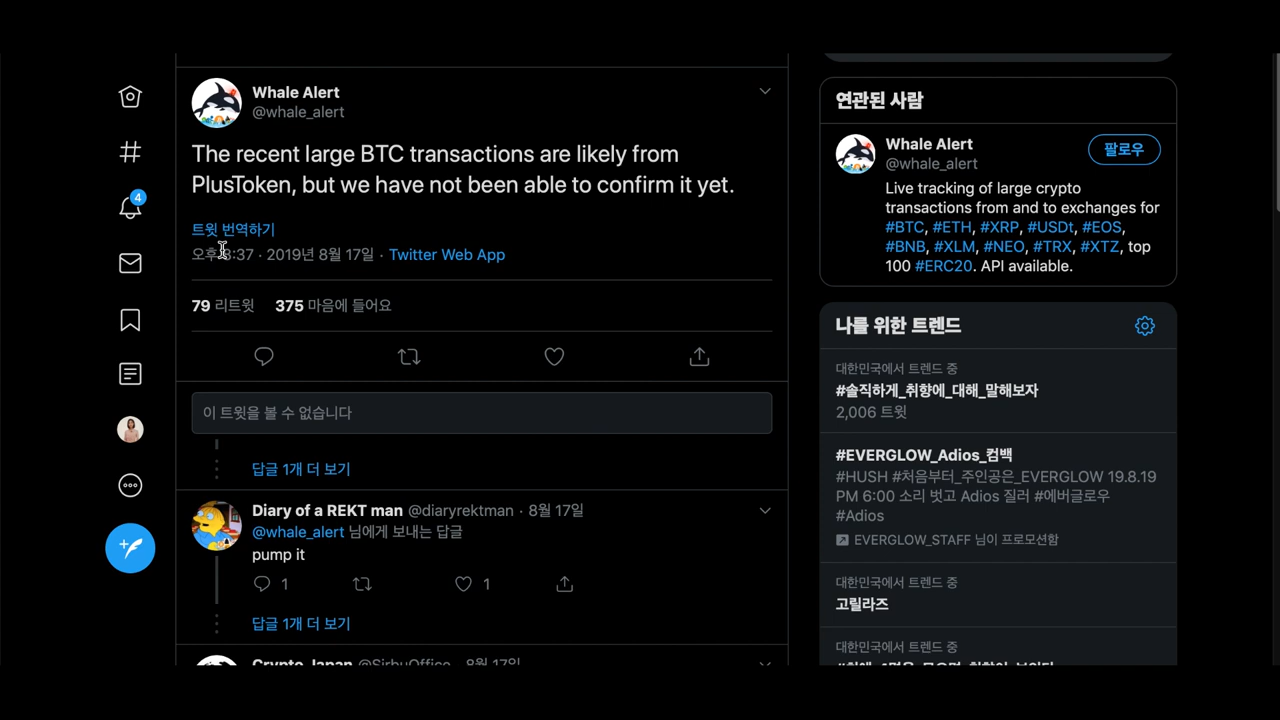 Whale Alert
@whale_alert
The recent large BTC transactions are likely from
PlusToken, but we have not been able to confirm it yet.
트윗 번역하기
2019년 8월 17일 · Twitter Web App
79 리트윗 375 마음에 들어요
이 트윗을 볼 수 없습니다
답글 1개 더 보기
Diary of a REKT man @diaryrektman · 8월 17일
@whale_alert 님에게 보내는 답글
pump it
1 1
답글 1개 더 보기
Crypto Japan @SirbuOffice · 8월 17일
4
연관된 사람
Whale Alert
@whale_alert
팔로우
Live tracking of large crypto
transactions from and to exchanges for
#BTC, #ETH, #XRP, #USDt, #EOS,
#BNB, #XLM, #NEO, #TRX, #XTZ, top
100 #ERC20. API available.
나를 위한 트렌드
대한민국에서 트렌드 중
#솔직하게_취향에_대해_말해보자
2,006 트윗
#EVERGLOW_Adios_컴백
#HUSH #처음부터_주인공은_EVERGLOW 19.8.19
PM 6:00 소리 벗고 Adios 질러 #에버글로우
#Adios
EVERGLOW_STAFF 님이 프로모션함
대한민국에서 트렌드 중
고릴라즈
대한민국에서 트렌드 중